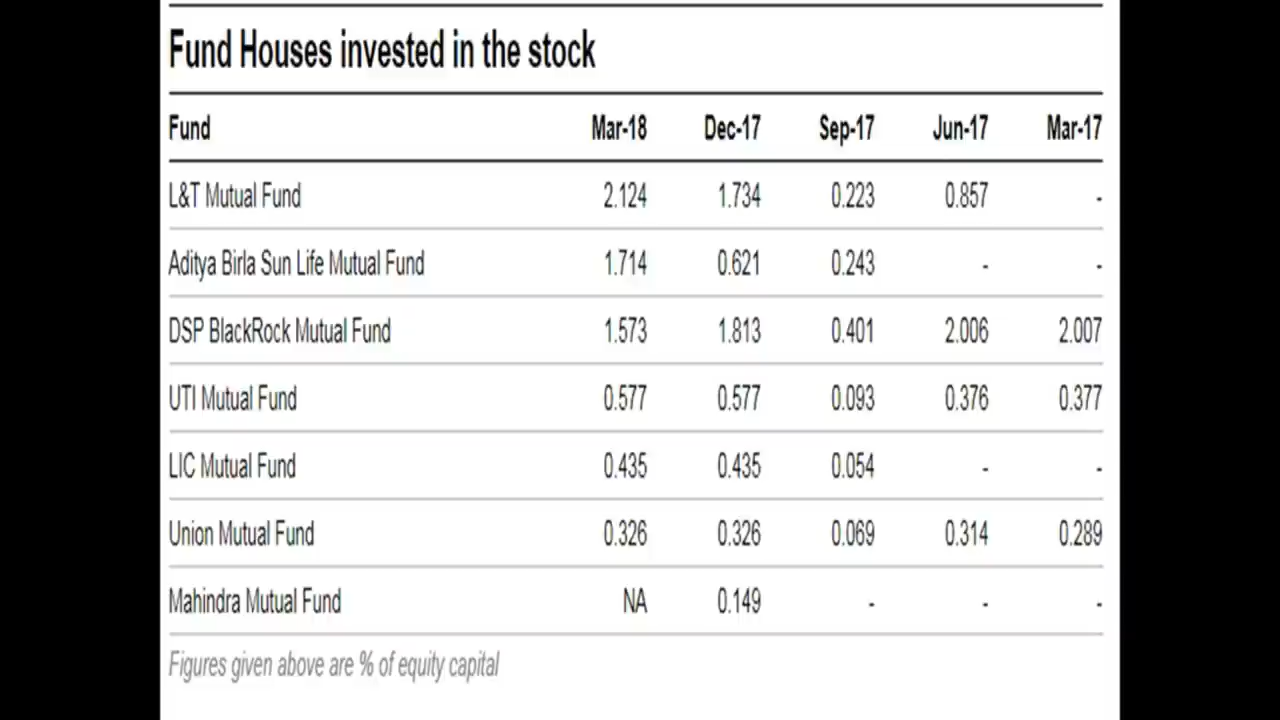 Fund Houses invested in the stock
Fund Mar-18 Dec-17 Sep-17 Jun-17 Mar-17
L&T Mutual Fund 2.124 1.734 0.223 0.857 -
Aditya Birla Sun Life Mutual Fund 1.714 0.621 0.243 - -
DSP BlackRock Mutual Fund 1.573 1.813 0.401 2.006 2.007
UTI Mutual Fund 0.577 0.577 0.093 0.376 0.377
LIC Mutual Fund 0.435 0.435 0.054 - -
Union Mutual Fund 0.326 0.326 0.069 0.314 0.289
Mahindra Mutual Fund NA 0.149 - - -
Figures given above are % of equity capital